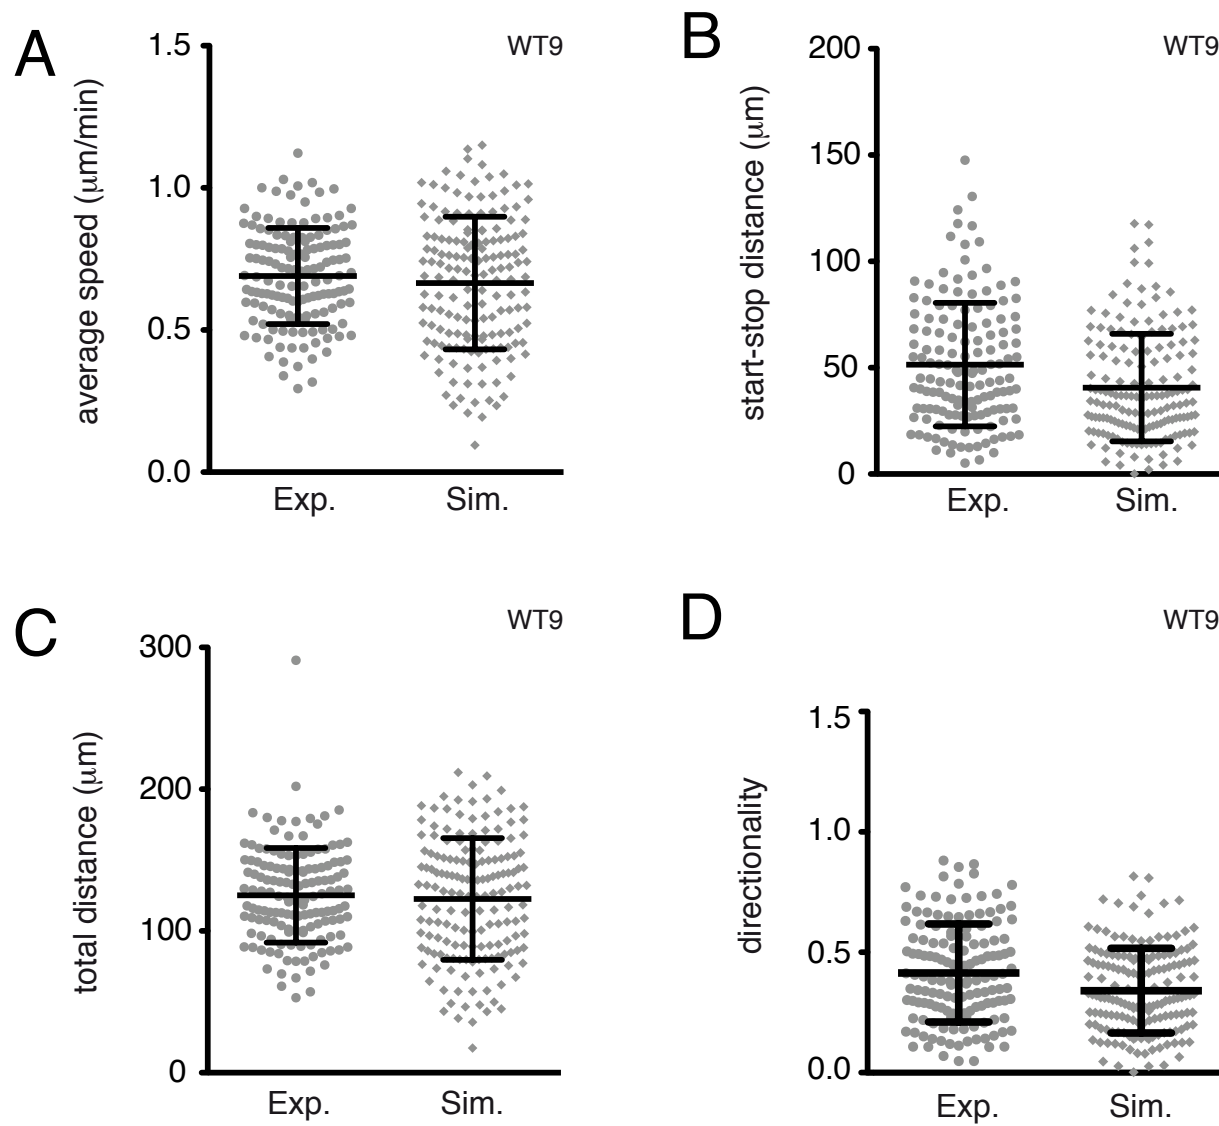 A
WT9
average speed (μm/min)
1.5
1.0
0.5
0.0
Exp.
Sim.
B
WT9
start-stop distance (μm)
200
150
100
50
0
Exp.
Sim.
C
WT9
total distance (μm)
300
200
100
0
Exp.
Sim.
D
WT9
directionality
1.5
1.0
0.5
0.0
Exp.
Sim.